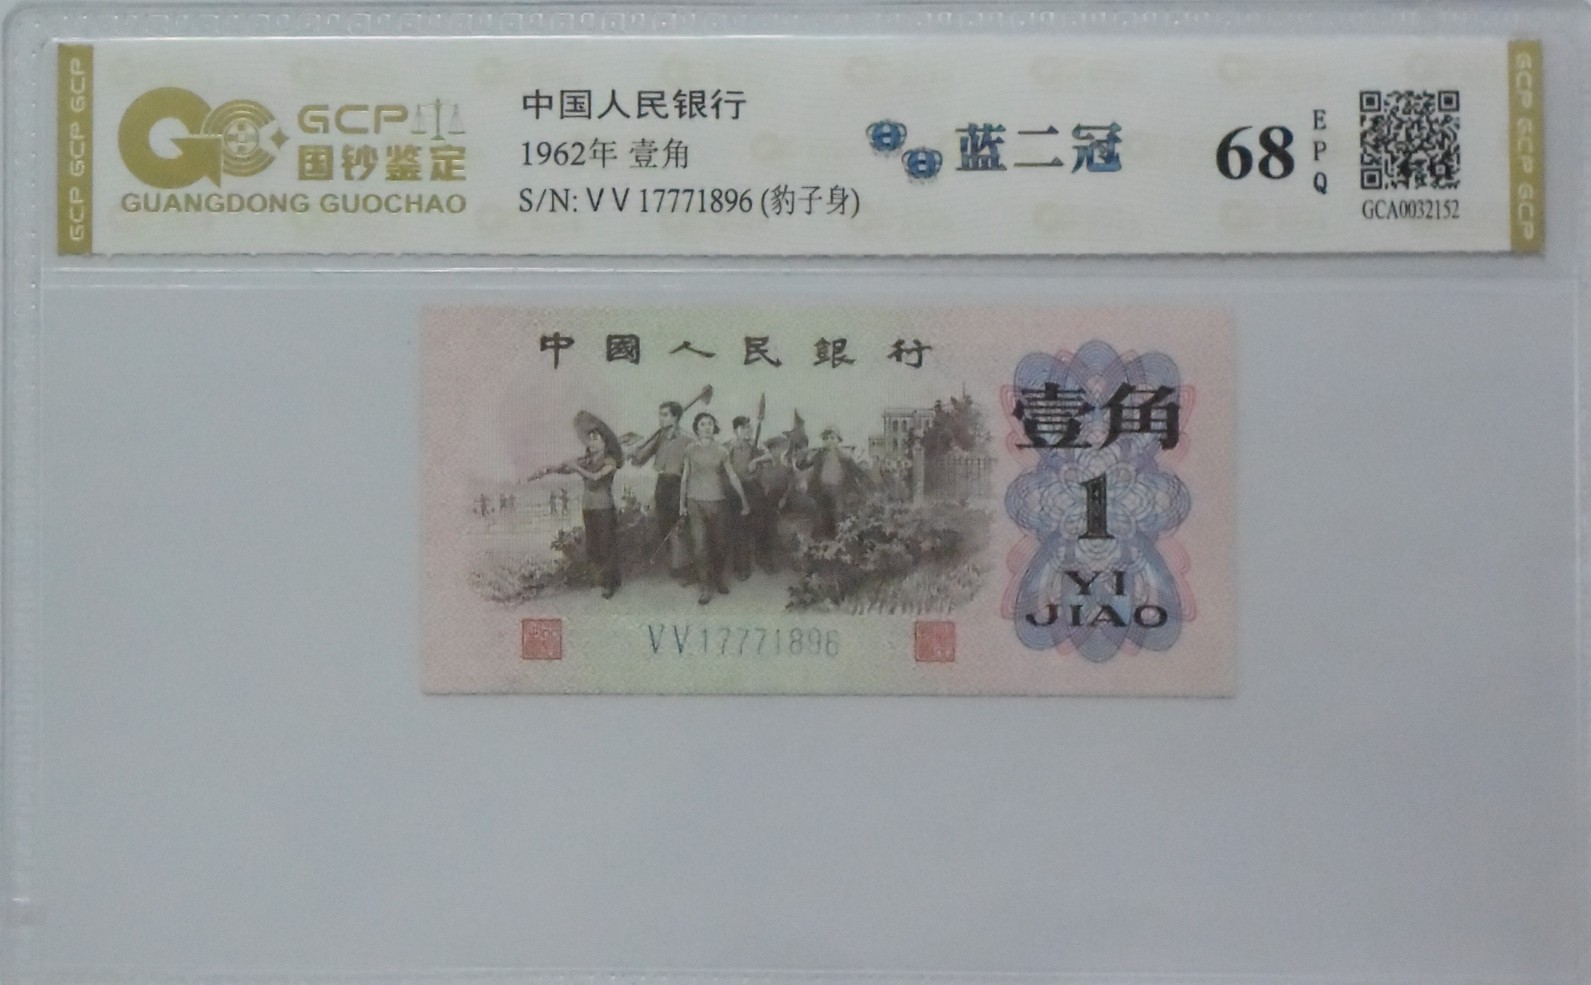 GCP GCP GCP
GCP
国钞鉴定
GUANGDONG GUOCHAO
中国人民银行
1962年 壹角
S/N: V V 17771896 (豹子身)
蓝二冠
68
EPQ
GCA0032152
GCP GCP GCP
中國人民銀行
壹角
1
YI
JIAO
VV17771896